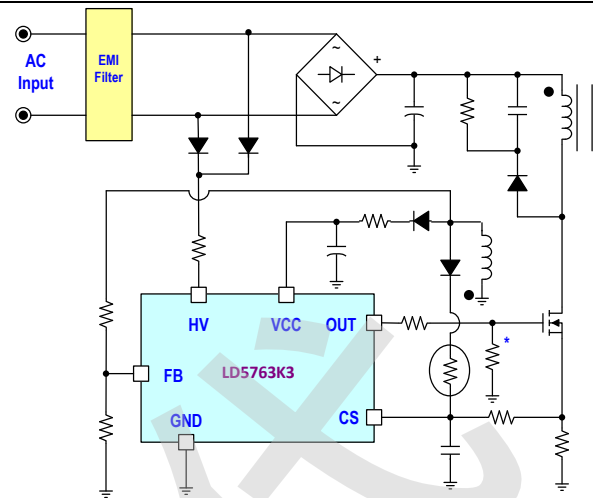 AC
Input
EMI
Filter
~
+
~
HV
VCC
OUT
*
FB
LD5763K3
GND
CS